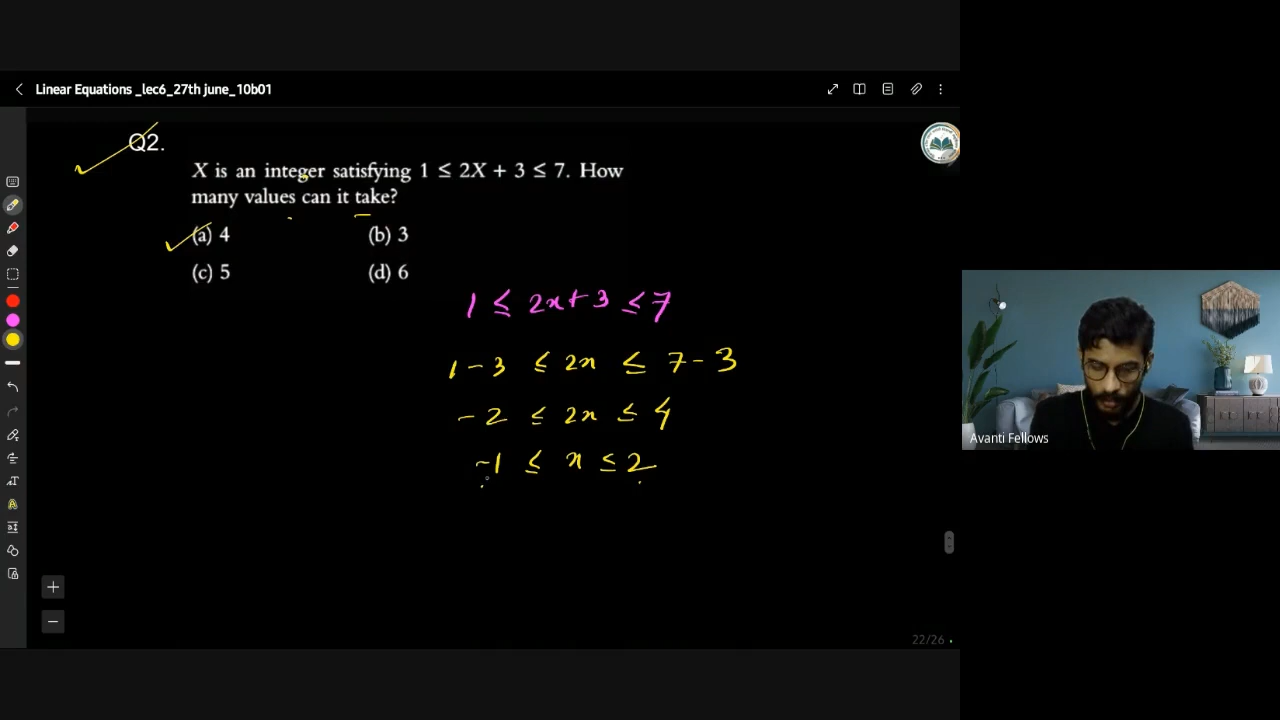 Linear Equations _lec6_27th june_10b01
Q2.
X is an integer satisfying 1 ≤ 2X + 3 ≤ 7. How
many values can it take?
(a) 4 (b) 3
(c) 5 (d) 6
1 ≤ 2x + 3 ≤ 7
1 - 3 ≤ 2x ≤ 7 - 3
- 2 ≤ 2x ≤ 4
-1 ≤ x ≤ 2
22/26
Avanti Fellows